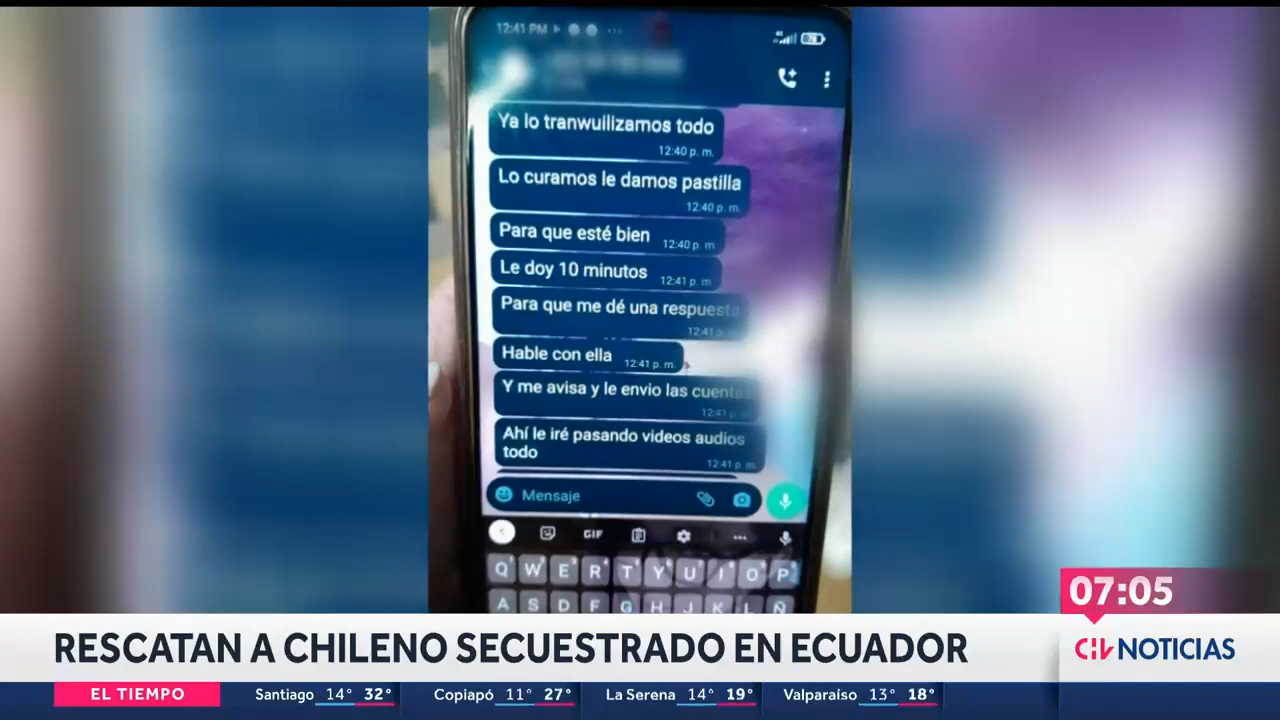 12:41 PM
Ya lo tranwuilizamos todo
12:40 p. m.
Lo curamos le damos pastilla
12:40 p. m.
Para que esté bien
12:40 p. m
Le doy 10 minutos
12:41 p. m
Para que me dé una respuesta
12:41 p. m.
Hable con ella
12:41 p. m.
Y me avisa y le envio las cuentas
12:41 p. m.
Ahí le iré pasando videos audios
todo
12:41 p. m.
Mensaje
GIF
Q W E R T Y U I O P
A S D F G H J K L Ñ
07:05
RESCATAN A CHILENO SECUESTRADO EN ECUADOR
CHV NOTICIAS
EL TIEMPO Santiago 14° 32° Copiapó 11° 27° La Serena 14° 19° Valparaíso 13° 18°